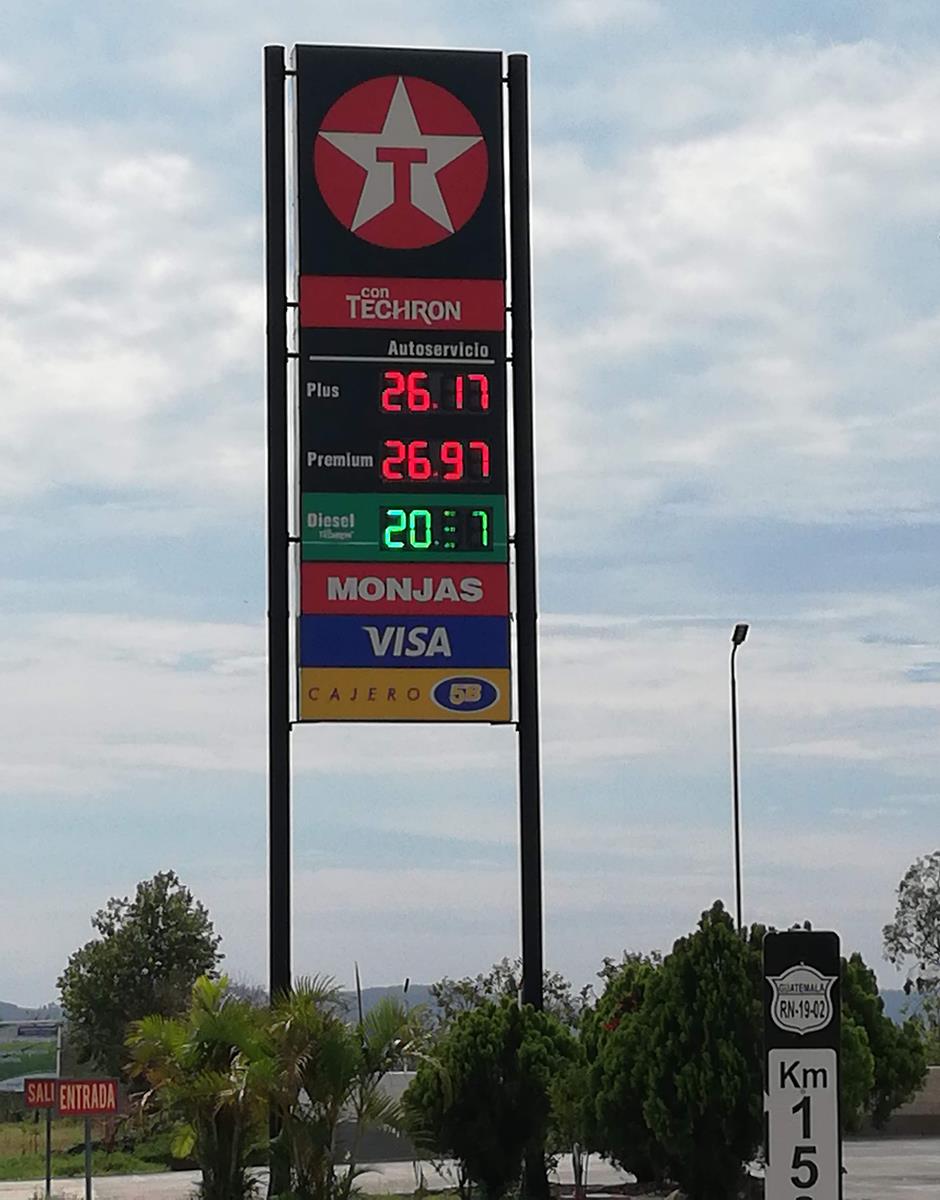 T
con
TECHRON
Autoservicio
Plus 26.17
Premium 26.97
Diesel
MONJAS
VISA
CAJERO 5B
GUATEMALA
RN-19-02
Km
1
5
SALI
ENTRADA